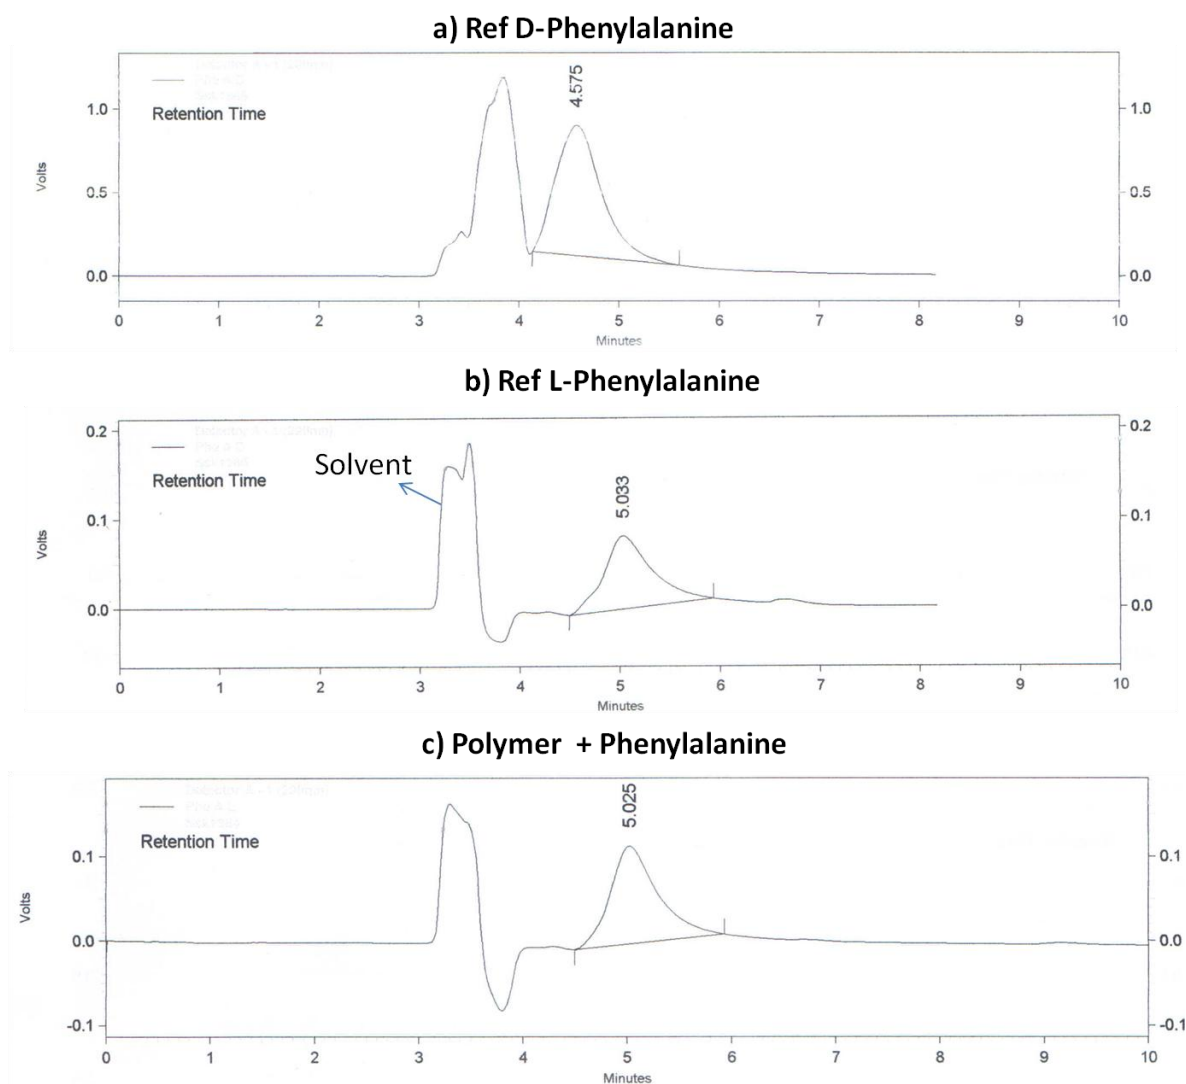 a) Ref D-Phenylalanine
Retention Time
4.575
Volts
1.0 1.0
0.5 0.5
0.0 0.0
0 1 2 3 4 5 6 7 8 9 10
Minutes
b) Ref L-Phenylalanine
Retention Time
Solvent
5.033
Volts
0.2 0.2
0.1 0.1
0.0 0.0
0 1 2 3 4 5 6 7 8 9 10
Minutes
c) Polymer + Phenylalanine
Retention Time
5.025
Volts
0.1 0.1
0.0 0.0
-0.1 -0.1
0 1 2 3 4 5 6 7 8 9 10
Minutes